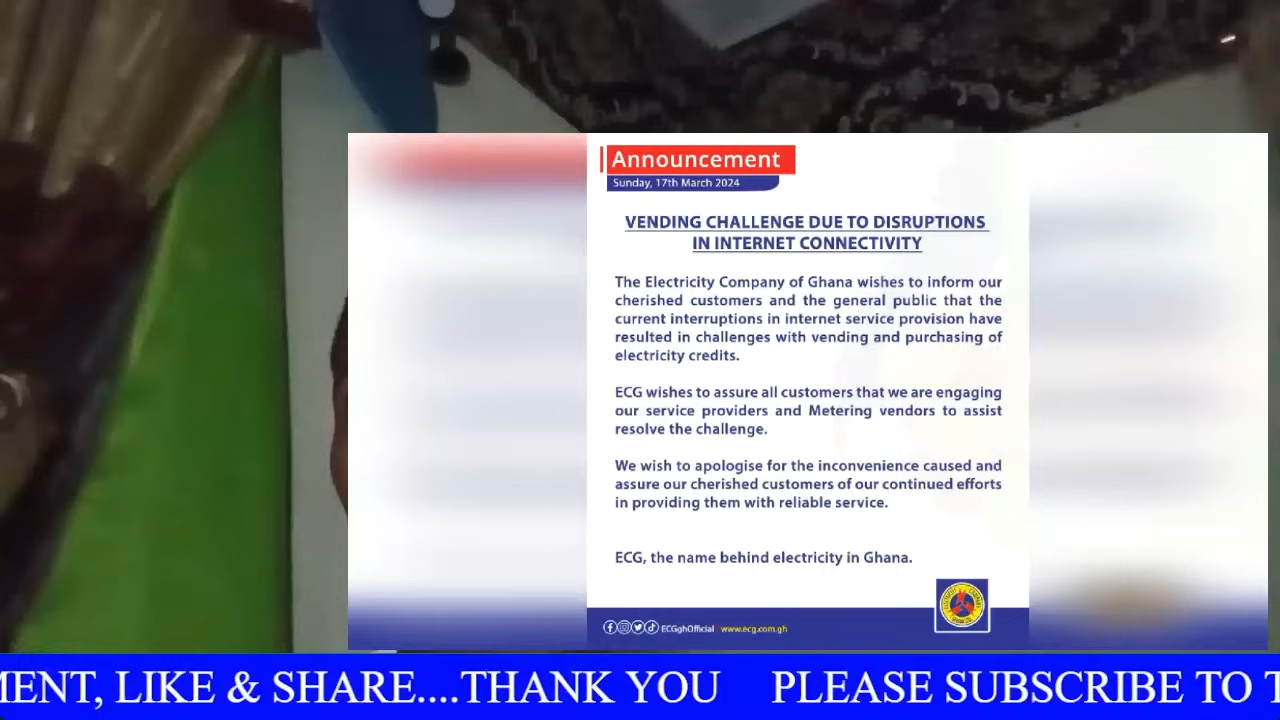 Announcement
Sunday, 17th March 2024
VENDING CHALLENGE DUE TO DISRUPTIONS
IN INTERNET CONNECTIVITY
The Electricity Company of Ghana wishes to inform our
cherished customers and the general public that the
current interruptions in internet service provision have
resulted in challenges with vending and purchasing of
electricity credits.
ECG wishes to assure all customers that we are engaging
our service providers and Metering vendors to assist
resolve the challenge.
We wish to apologise for the inconvenience caused and
assure our cherished customers of our continued efforts
in providing them with reliable service.
ECG, the name behind electricity in Ghana.
ECGghOfficial | www.ecg.com.gh
MENT, LIKE & SHARE....THANK YOU PLEASE SUBSCRIBE TO T